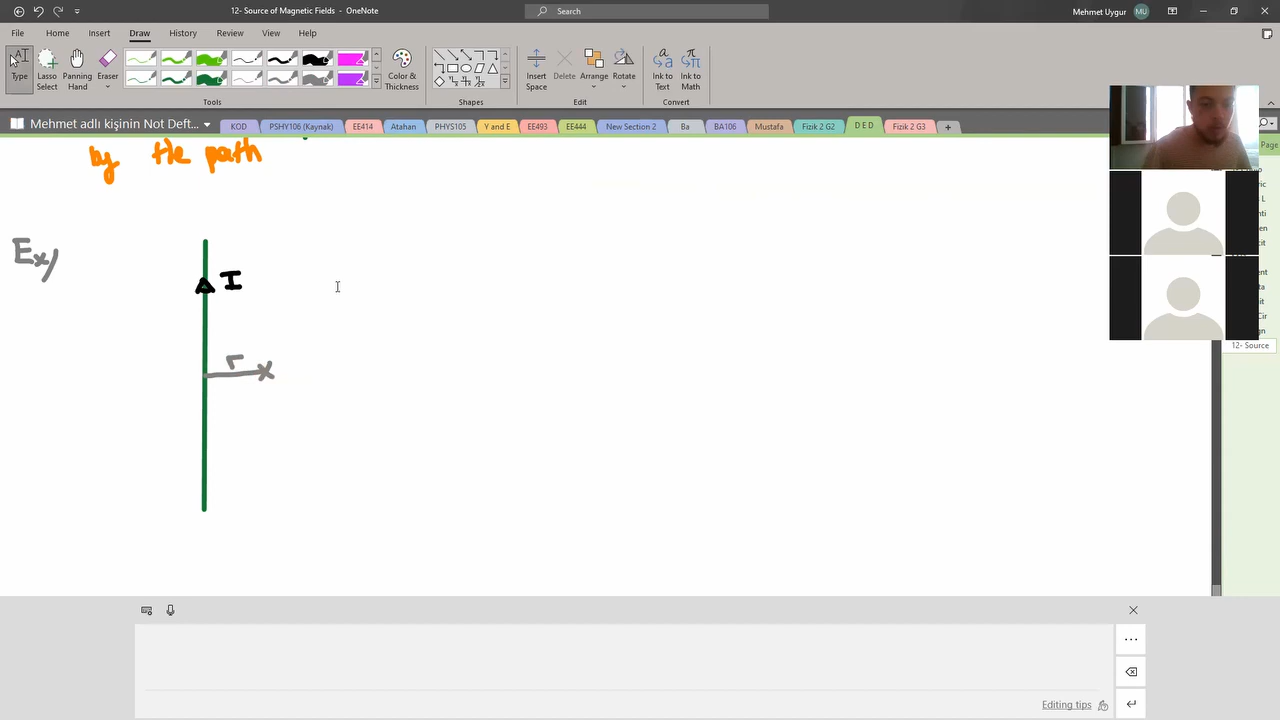 12- Source of Magnetic Fields - OneNote
Search
Mehmet Uygur
MU
File Home Insert Draw History Review View Help
Type
Lasso Select
Panning Hand
Eraser
Color & Thickness
Insert Space
Delete
Arrange
Rotate
Ink to Text
Ink to Math
Tools
Shapes
Edit
Convert
Mehmet adlı kişinin Not Deft...
KOD PSHY106 (Kaynak) EE414 Atahan PHYS105 Y and E EE493 EE444 New Section 2 Ba BA106 Mustafa Fizik 2 G2 D E D Fizik 2 G3 +
Page
by the path
Ex/
I
r
x
12- Source
Editing tips